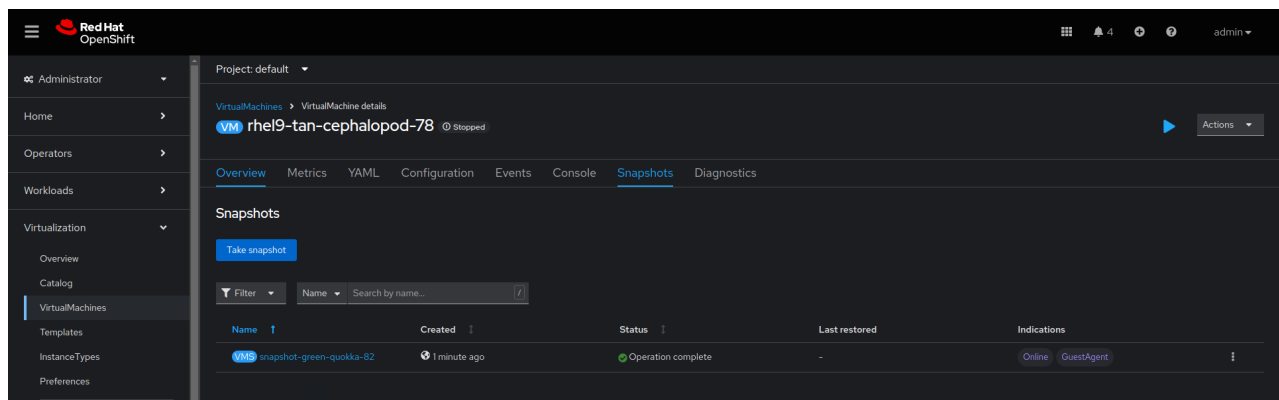 Red Hat
OpenShift
4
admin
Administrator
Home
Operators
Workloads
Virtualization
Overview
Catalog
VirtualMachines
Templates
InstanceTypes
Preferences
Project: default
VirtualMachines > VirtualMachine details
VM rhel9-tan-cephalopod-78 Stopped
Actions
Overview Metrics YAML Configuration Events Console Snapshots Diagnostics
Snapshots
Take snapshot
Filter Name Search by name... /
Name Created Status Last restored Indications
VMS snapshot-green-quokka-82 1 minute ago Operation complete - Online GuestAgent